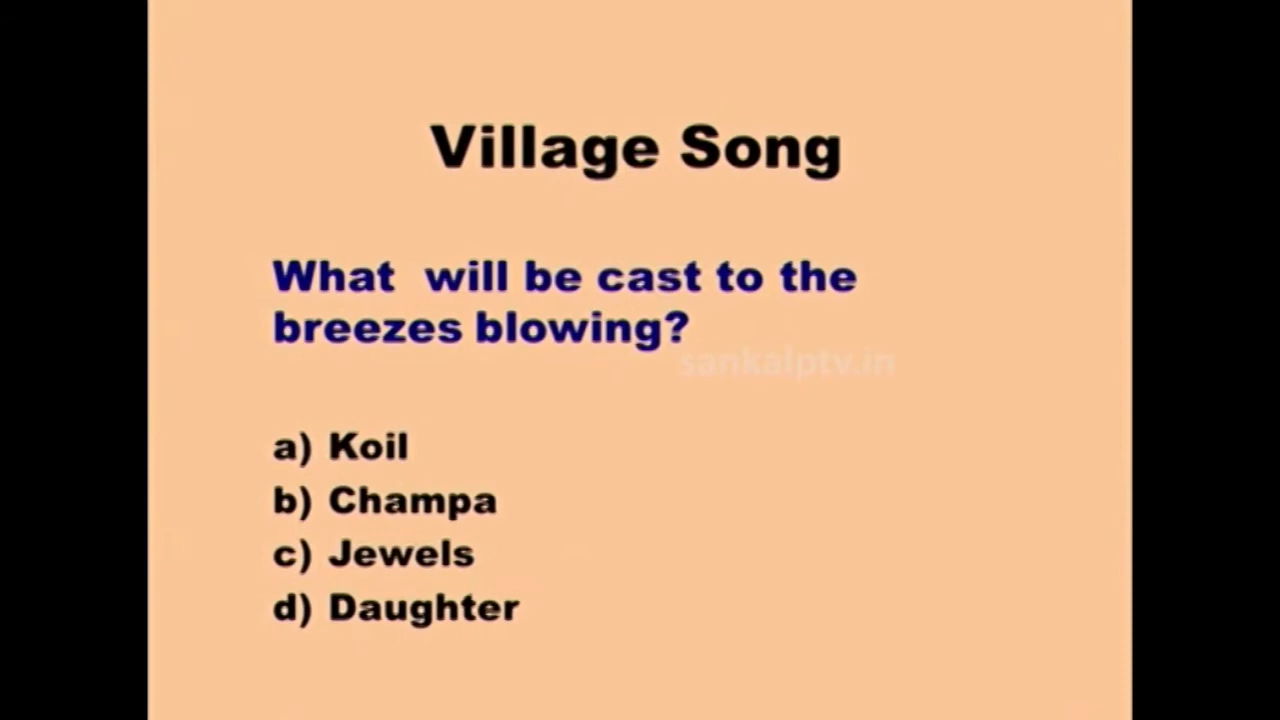 Village Song
What will be cast to the
breezes blowing?
sankalptv.in
a) Koil
b) Champa
c) Jewels
d) Daughter